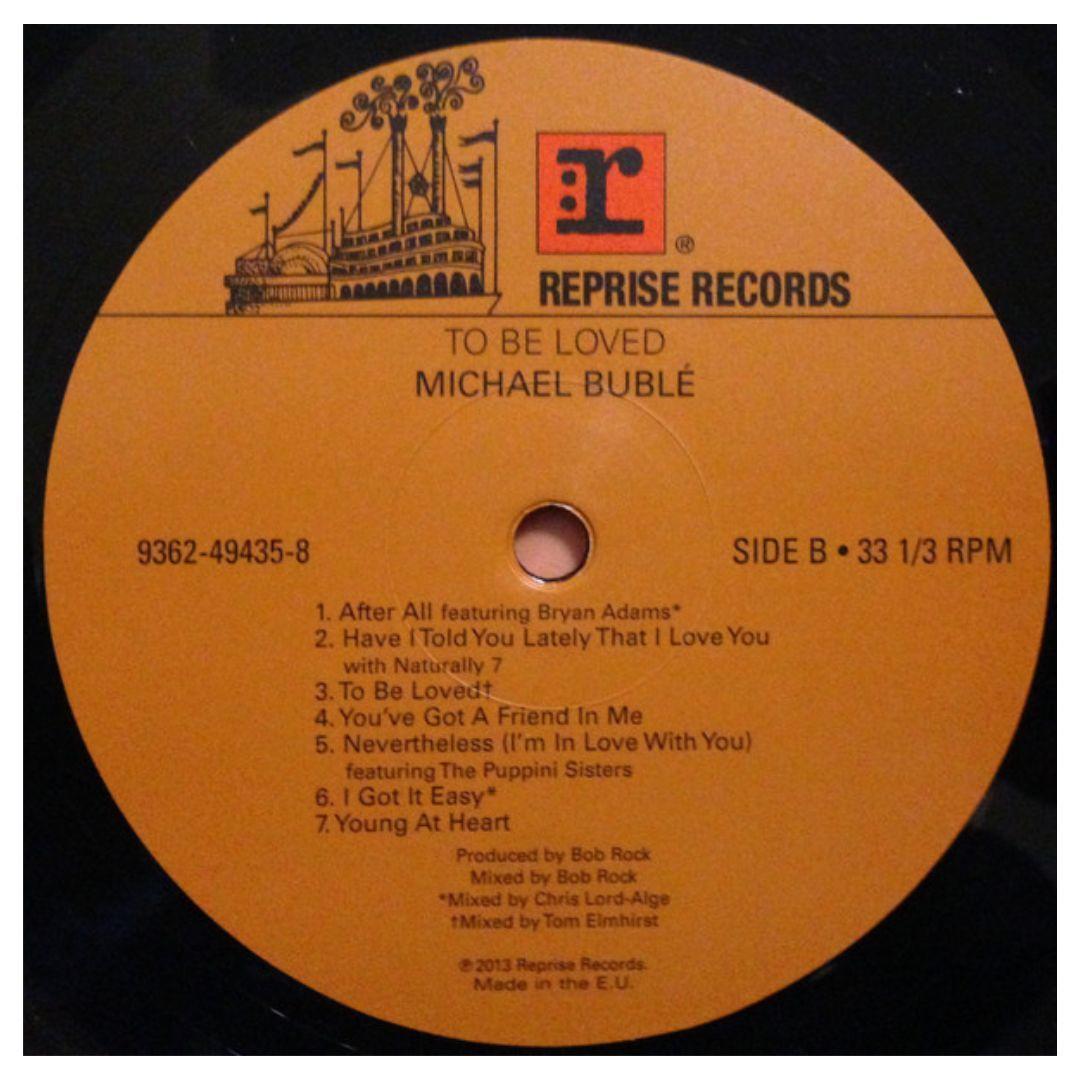 r
®
REPRISE RECORDS
TO BE LOVED
MICHAEL BUBLÉ
9362-49435-8
SIDE B • 33 1/3 RPM
1. After All featuring Bryan Adams*
2. Have I Told You Lately That I Love You
with Naturally 7
3. To Be Loved†
4. You've Got A Friend In Me
5. Nevertheless (I'm In Love With You)
featuring The Puppini Sisters
6. I Got It Easy*
7. Young At Heart
Produced by Bob Rock
Mixed by Bob Rock
*Mixed by Chris Lord-Alge
†Mixed by Tom Elmhirst
℗ 2013 Reprise Records.
Made in the E.U.